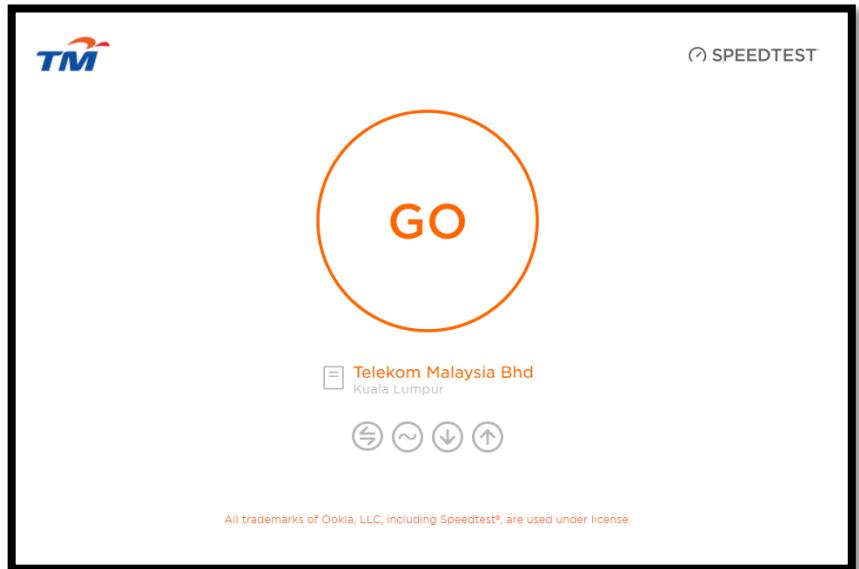 TM
SPEEDTEST
GO
Telekom Malaysia Bhd
Kuala Lumpur
All trademarks of Ookla, LLC, including Speedtest®, are used under license.